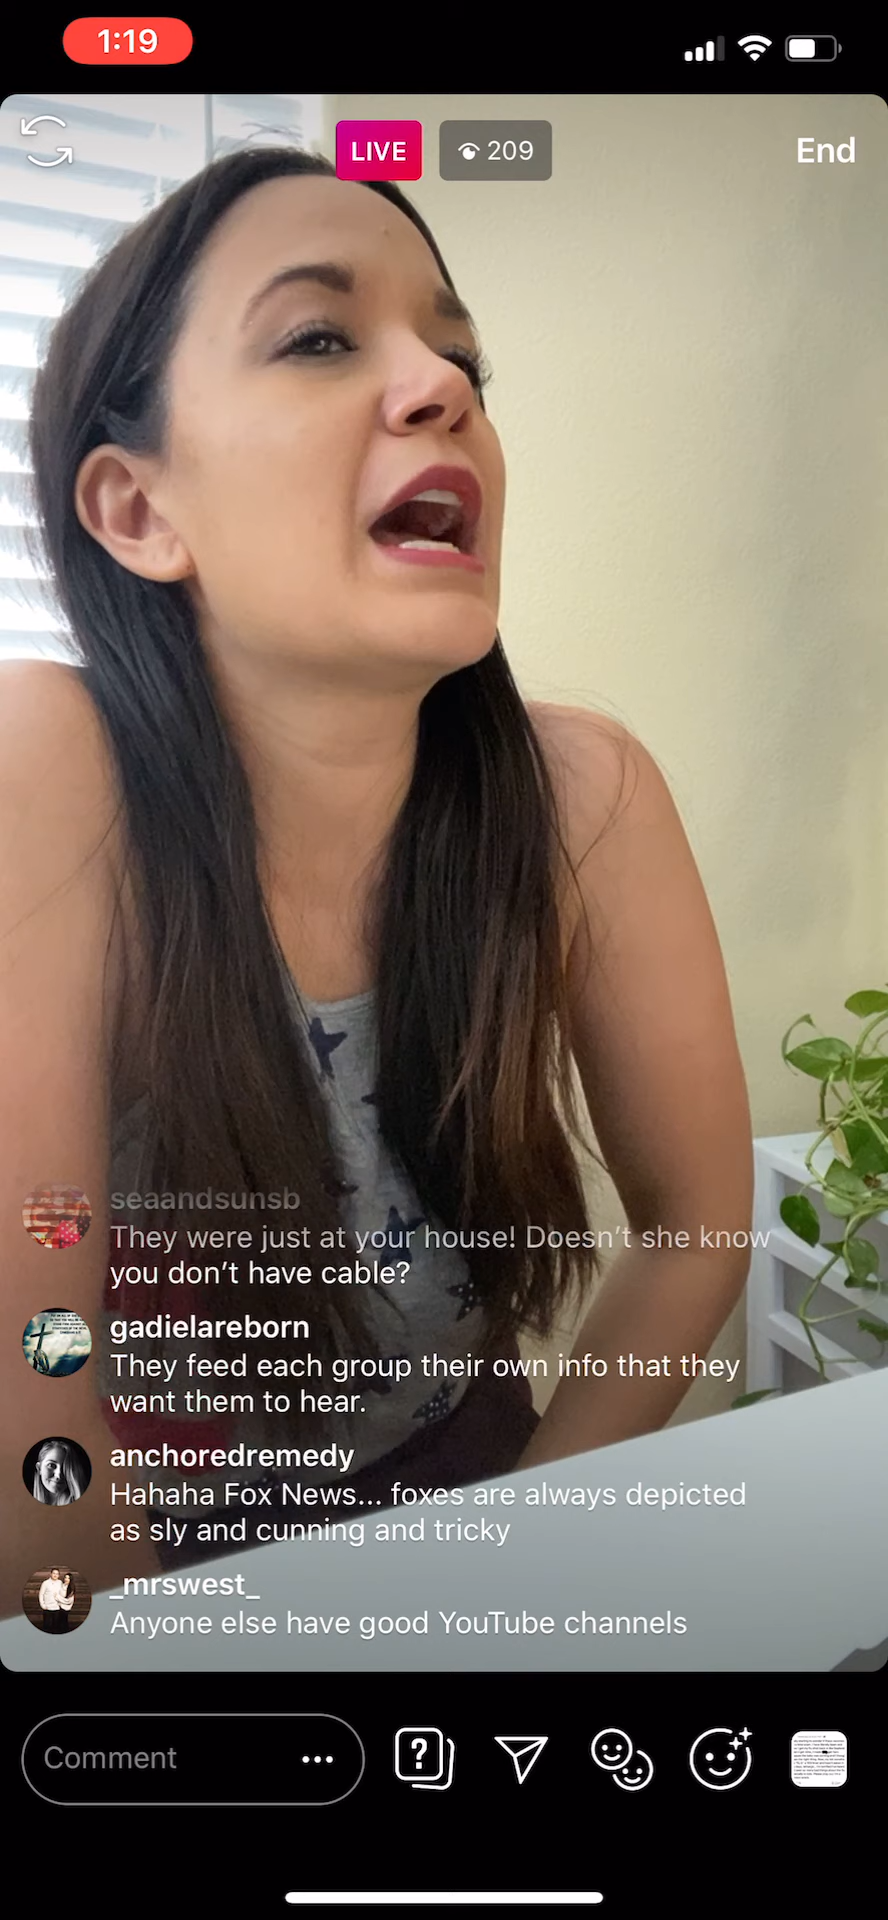 1:19
LIVE
209
End
seaandsunsb
They were just at your house! Doesn’t she know
you don’t have cable?
gadielareborn
They feed each group their own info that they
want them to hear.
anchoredremedy
Hahaha Fox News... foxes are always depicted
as sly and cunning and tricky
_mrswest_
Anyone else have good YouTube channels
Comment